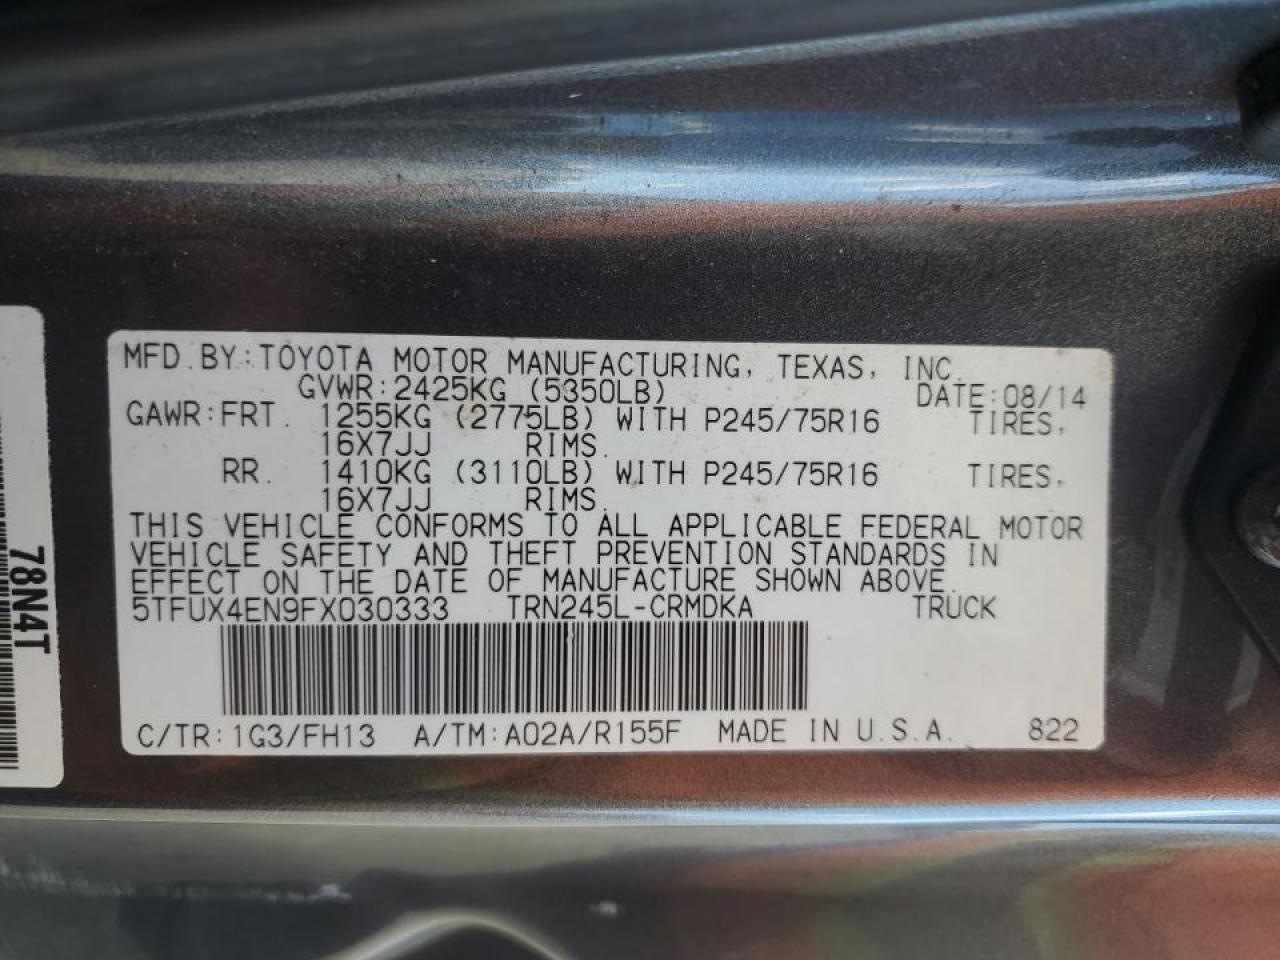 MFD.BY:TOYOTA MOTOR MANUFACTURING, TEXAS, INC.
GVWR:2425KG (5350LB) DATE:08/14
GAWR:FRT. 1255KG (2775LB) WITH P245/75R16 TIRES,
16X7JJ RIMS.
RR. 1410KG (3110LB) WITH P245/75R16 TIRES,
16X7JJ RIMS.
THIS VEHICLE CONFORMS TO ALL APPLICABLE FEDERAL MOTOR
VEHICLE SAFETY AND THEFT PREVENTION STANDARDS IN
EFFECT ON THE DATE OF MANUFACTURE SHOWN ABOVE.
5TFUX4EN9FX030333 TRN245L-CRMDKA TRUCK
C/TR:1G3/FH13 A/TM:A02A/R155F MADE IN U.S.A. 822
78N4T